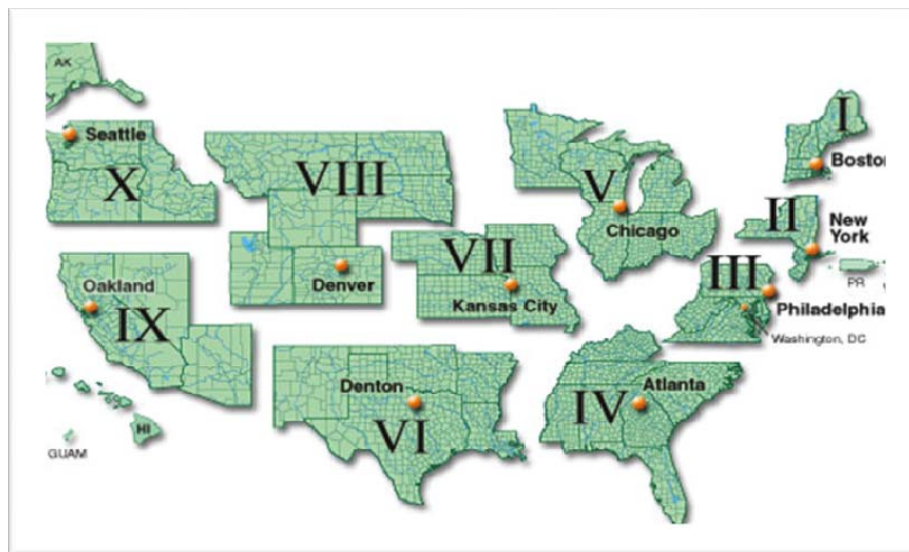 AK
Seattle
X
VIII
Denver
V
Chicago
I
Bosto
II
New
York
PR
III
Philadelphia
Washington, DC
VII
Kansas City
Oakland
IX
HI
GUAM
Denton
VI
IV
Atlanta